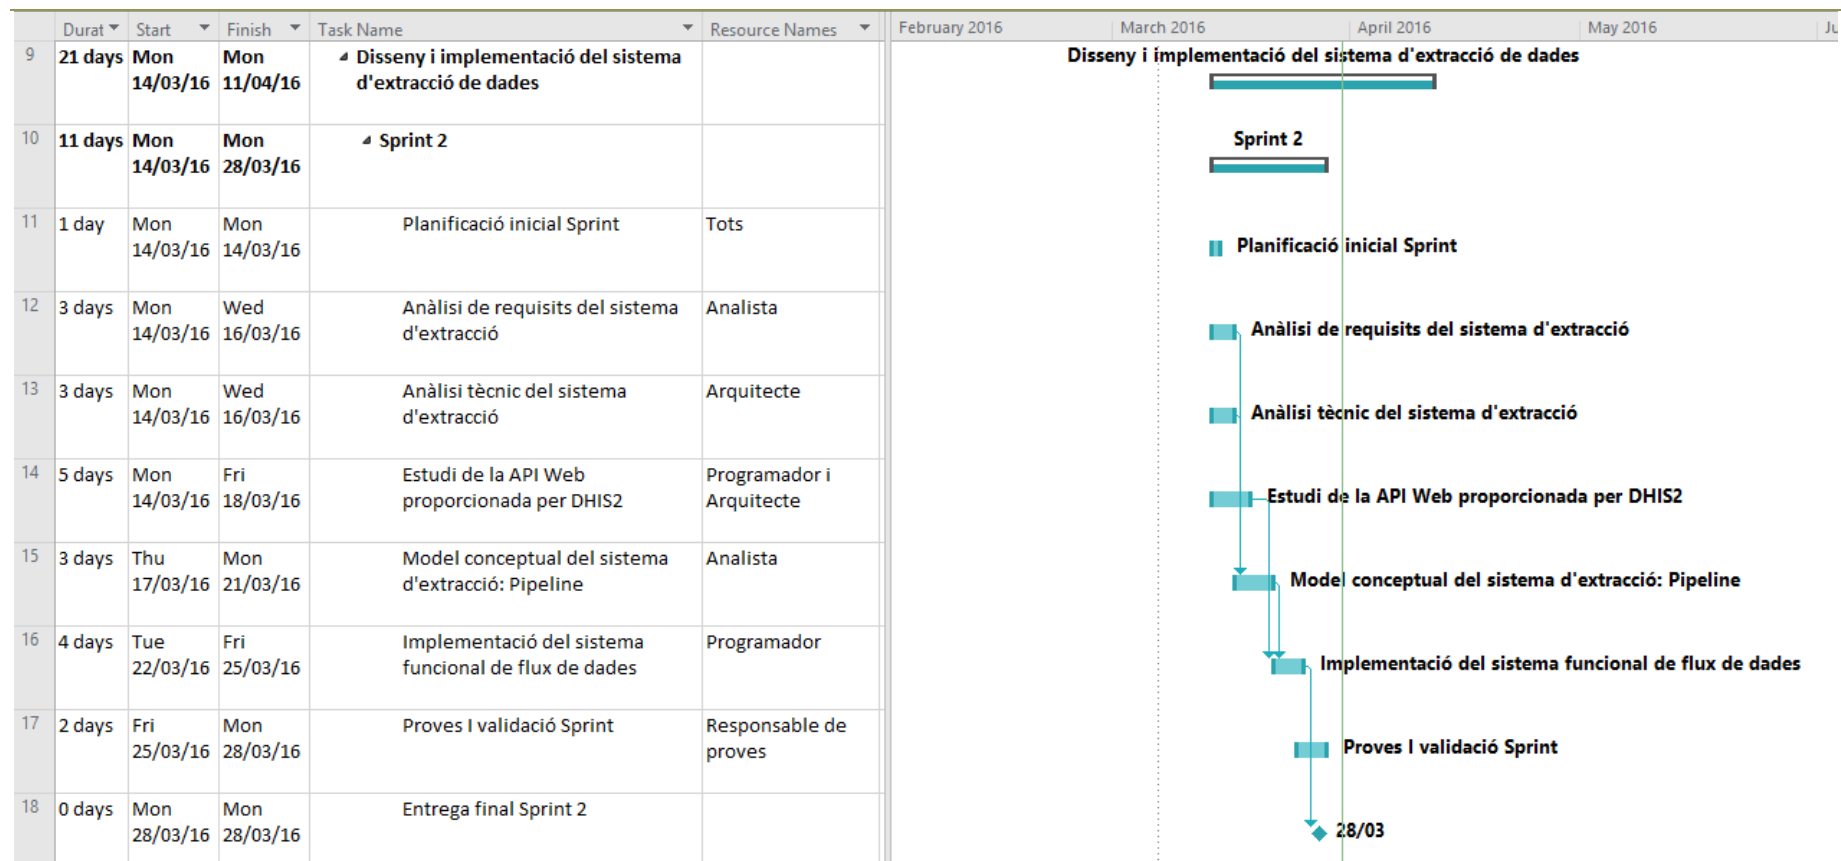 Durat Start Finish Task Name Resource Names February 2016 March 2016 April 2016 May 2016
9 21 days Mon Mon Disseny i implementació del sistema
14/03/16 11/04/16 d'extracció de dades
Disseny i implementació del sistema d'extracció de dades
10 11 days Mon Mon Sprint 2
14/03/16 28/03/16
Sprint 2
11 1 day Mon Mon Planificació inicial Sprint Tots
14/03/16 14/03/16
Planificació inicial Sprint
12 3 days Mon Wed Anàlisi de requisits del sistema Analista
14/03/16 16/03/16 d'extracció
Anàlisi de requisits del sistema d'extracció
13 3 days Mon Wed Anàlisi tècnic del sistema Arquitecte
14/03/16 16/03/16 d'extracció
Anàlisi tècnic del sistema d'extracció
14 5 days Mon Fri Estudi de la API Web Programador i
14/03/16 18/03/16 proporcionada per DHIS2 Arquitecte
Estudi de la API Web proporcionada per DHIS2
15 3 days Thu Mon Model conceptual del sistema Analista
17/03/16 21/03/16 d'extracció: Pipeline
Model conceptual del sistema d'extracció: Pipeline
16 4 days Tue Fri Implementació del sistema Programador
22/03/16 25/03/16 funcional de flux de dades
Implementació del sistema funcional de flux de dades
17 2 days Fri Mon Proves I validació Sprint Responsable de
25/03/16 28/03/16 proves
Proves I validació Sprint
18 0 days Mon Mon Entrega final Sprint 2
28/03/16 28/03/16
28/03